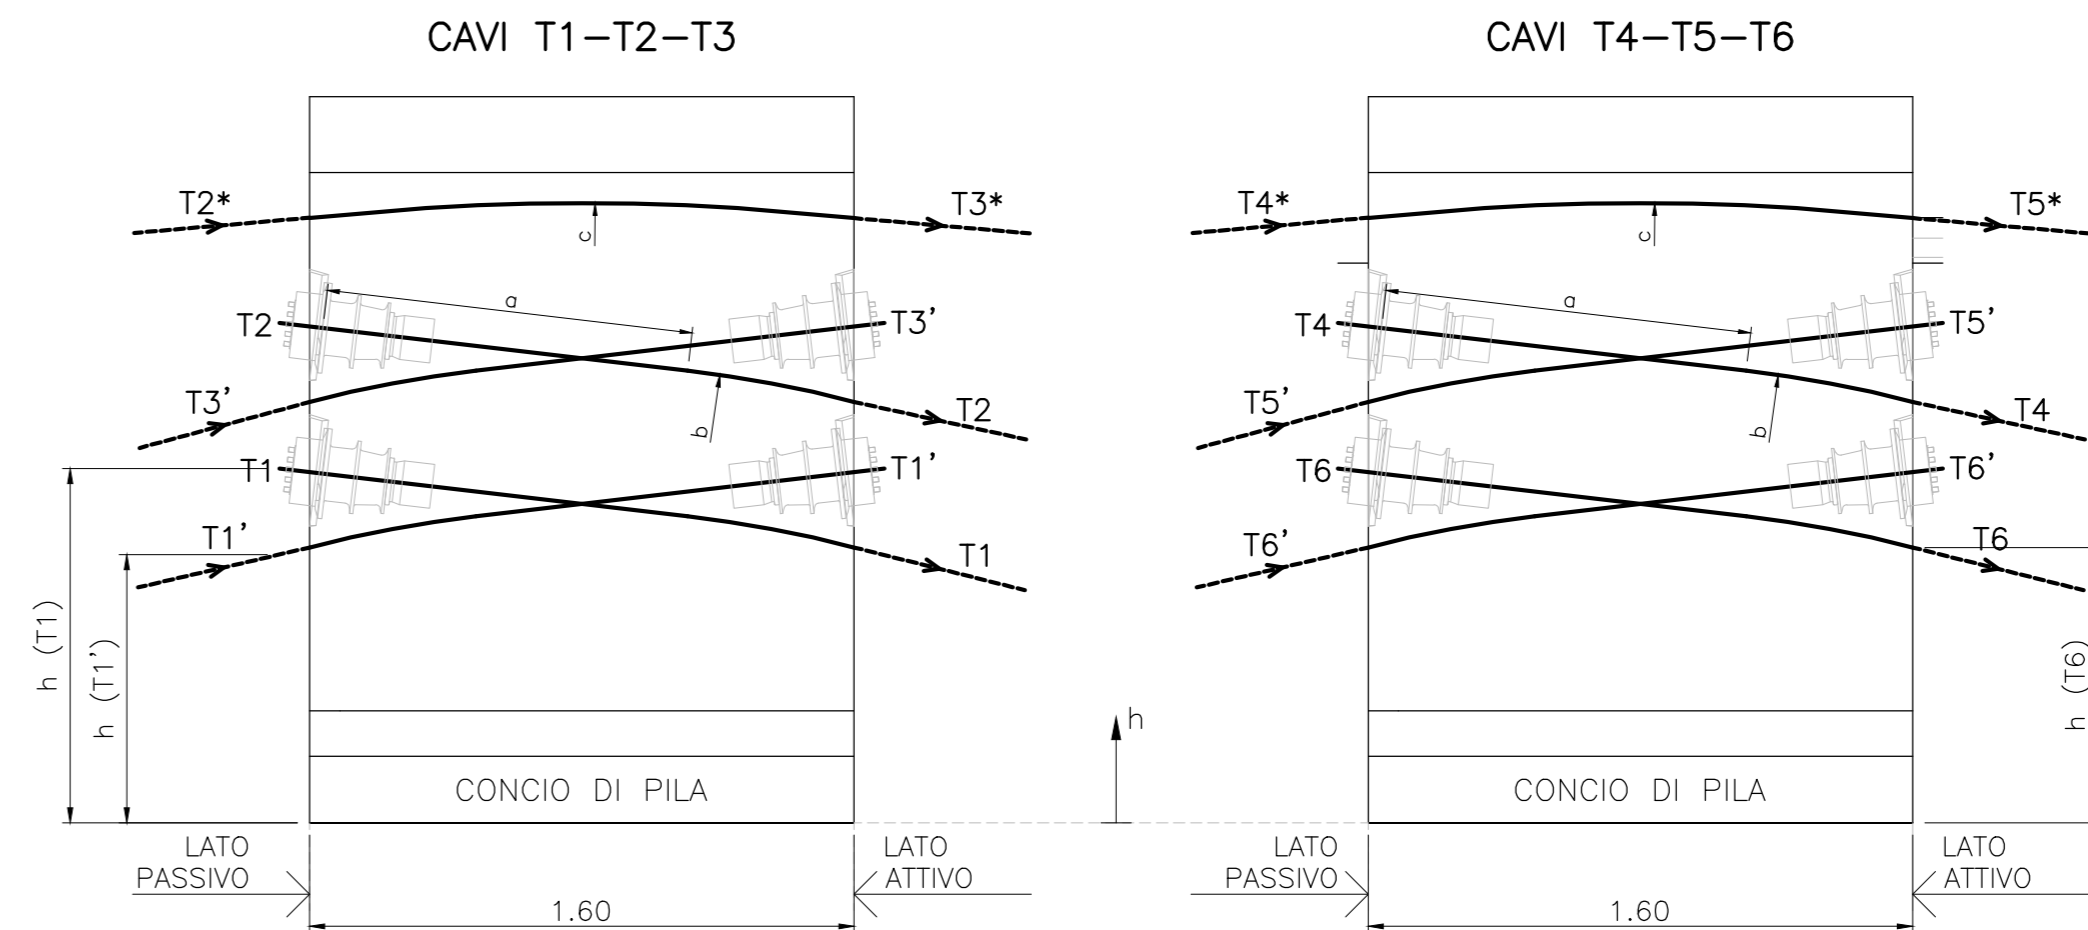 CAVI T1-T2-T3
CAVI T4-T5-T6
T2*
T3*
c
a
T2
T3'
T3'
T2
b
T1
T1'
T1'
T1
h (T1)
h (T1')
CONCIO DI PILA
LATO
PASSIVO
LATO
ATTIVO
1.60
h
T4*
T5*
c
a
T4
T5'
T5'
T4
b
T6
T6'
T6'
T6
h (T6)
CONCIO DI PILA
LATO
PASSIVO
LATO
ATTIVO
1.60